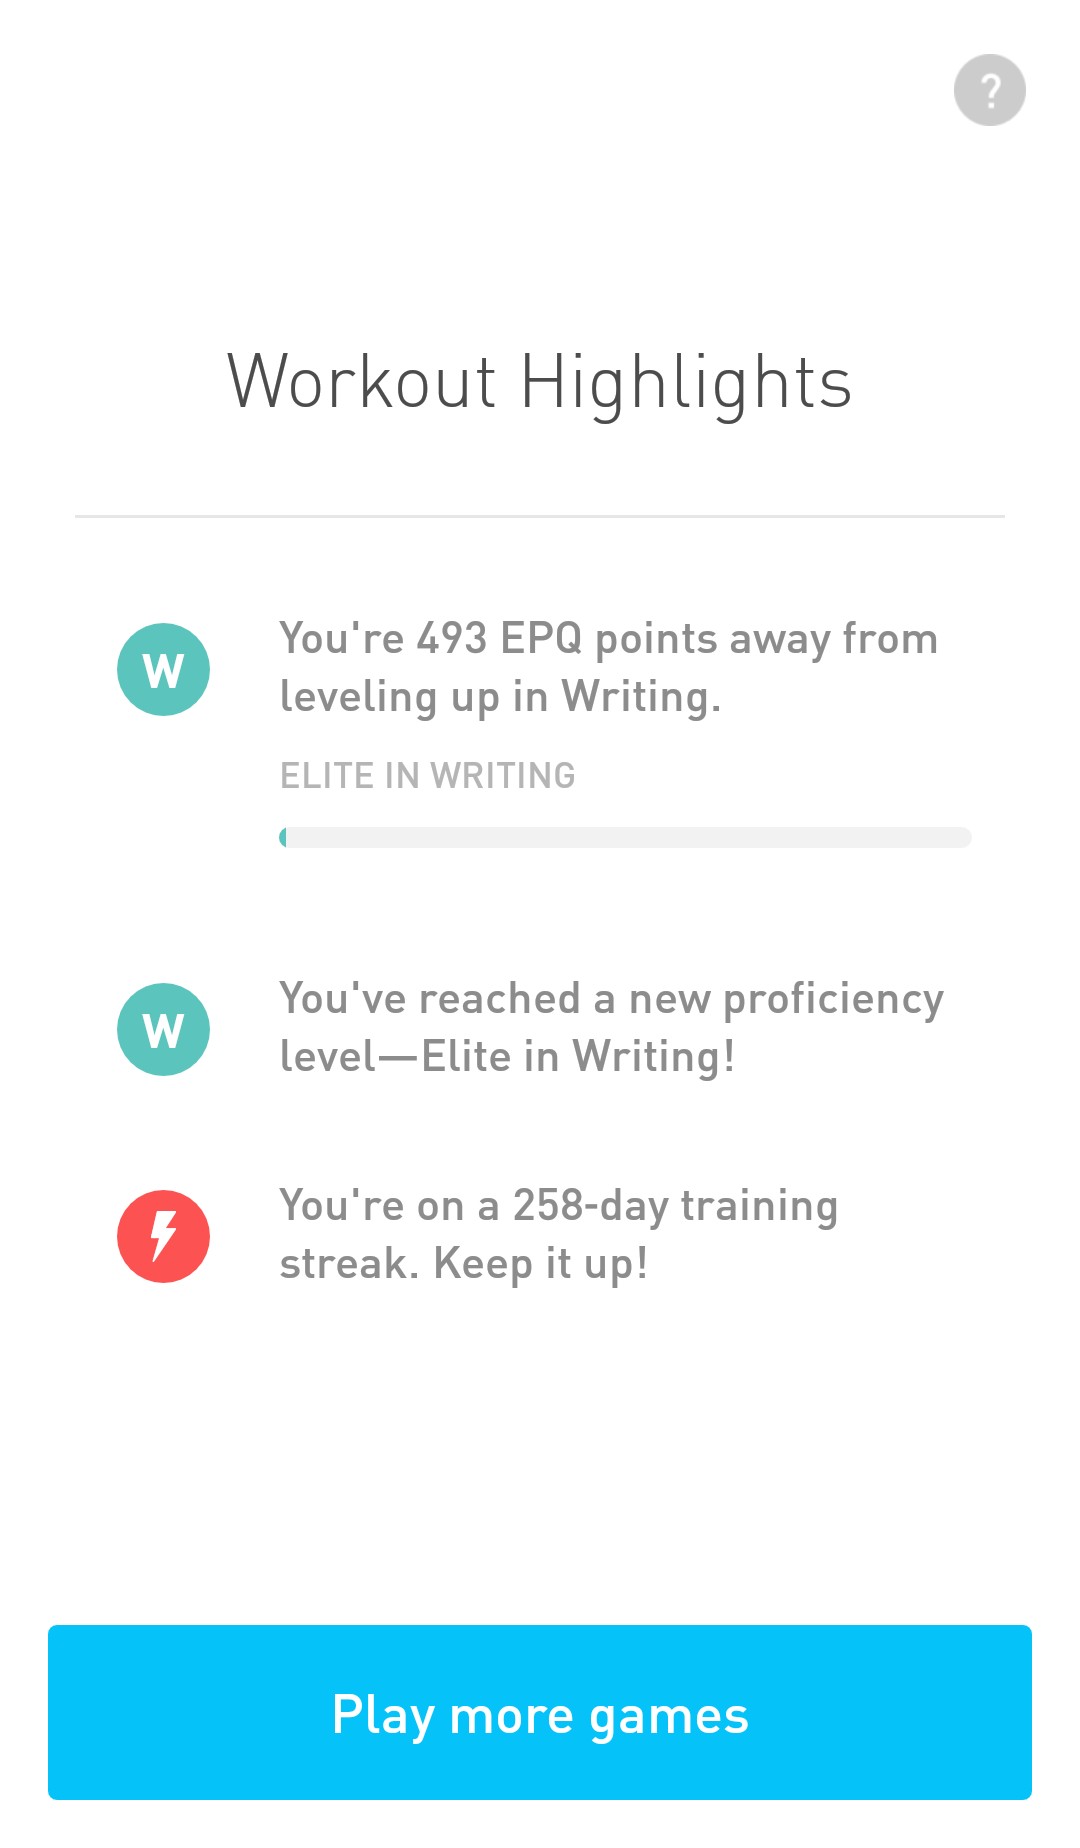 ?
Workout Highlights
W
You're 493 EPQ points away from
leveling up in Writing.
ELITE IN WRITING
W
You've reached a new proficiency
level—Elite in Writing!
You're on a 258-day training
streak. Keep it up!
Play more games